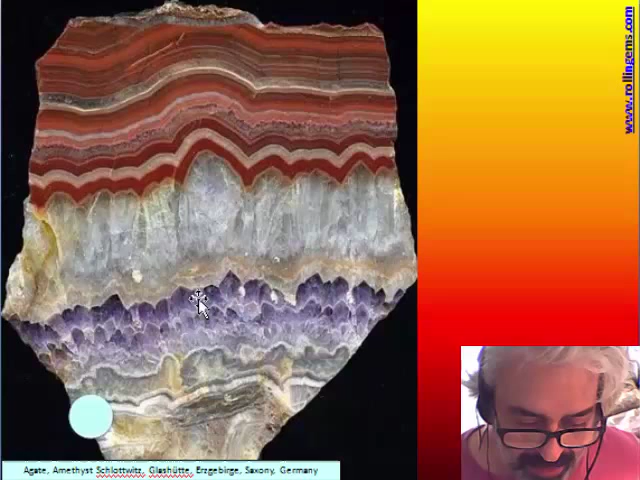 www.rollingems.com
Agate, Amethyst Schlottwitz, Glashütte, Erzgebirge, Saxony, Germany